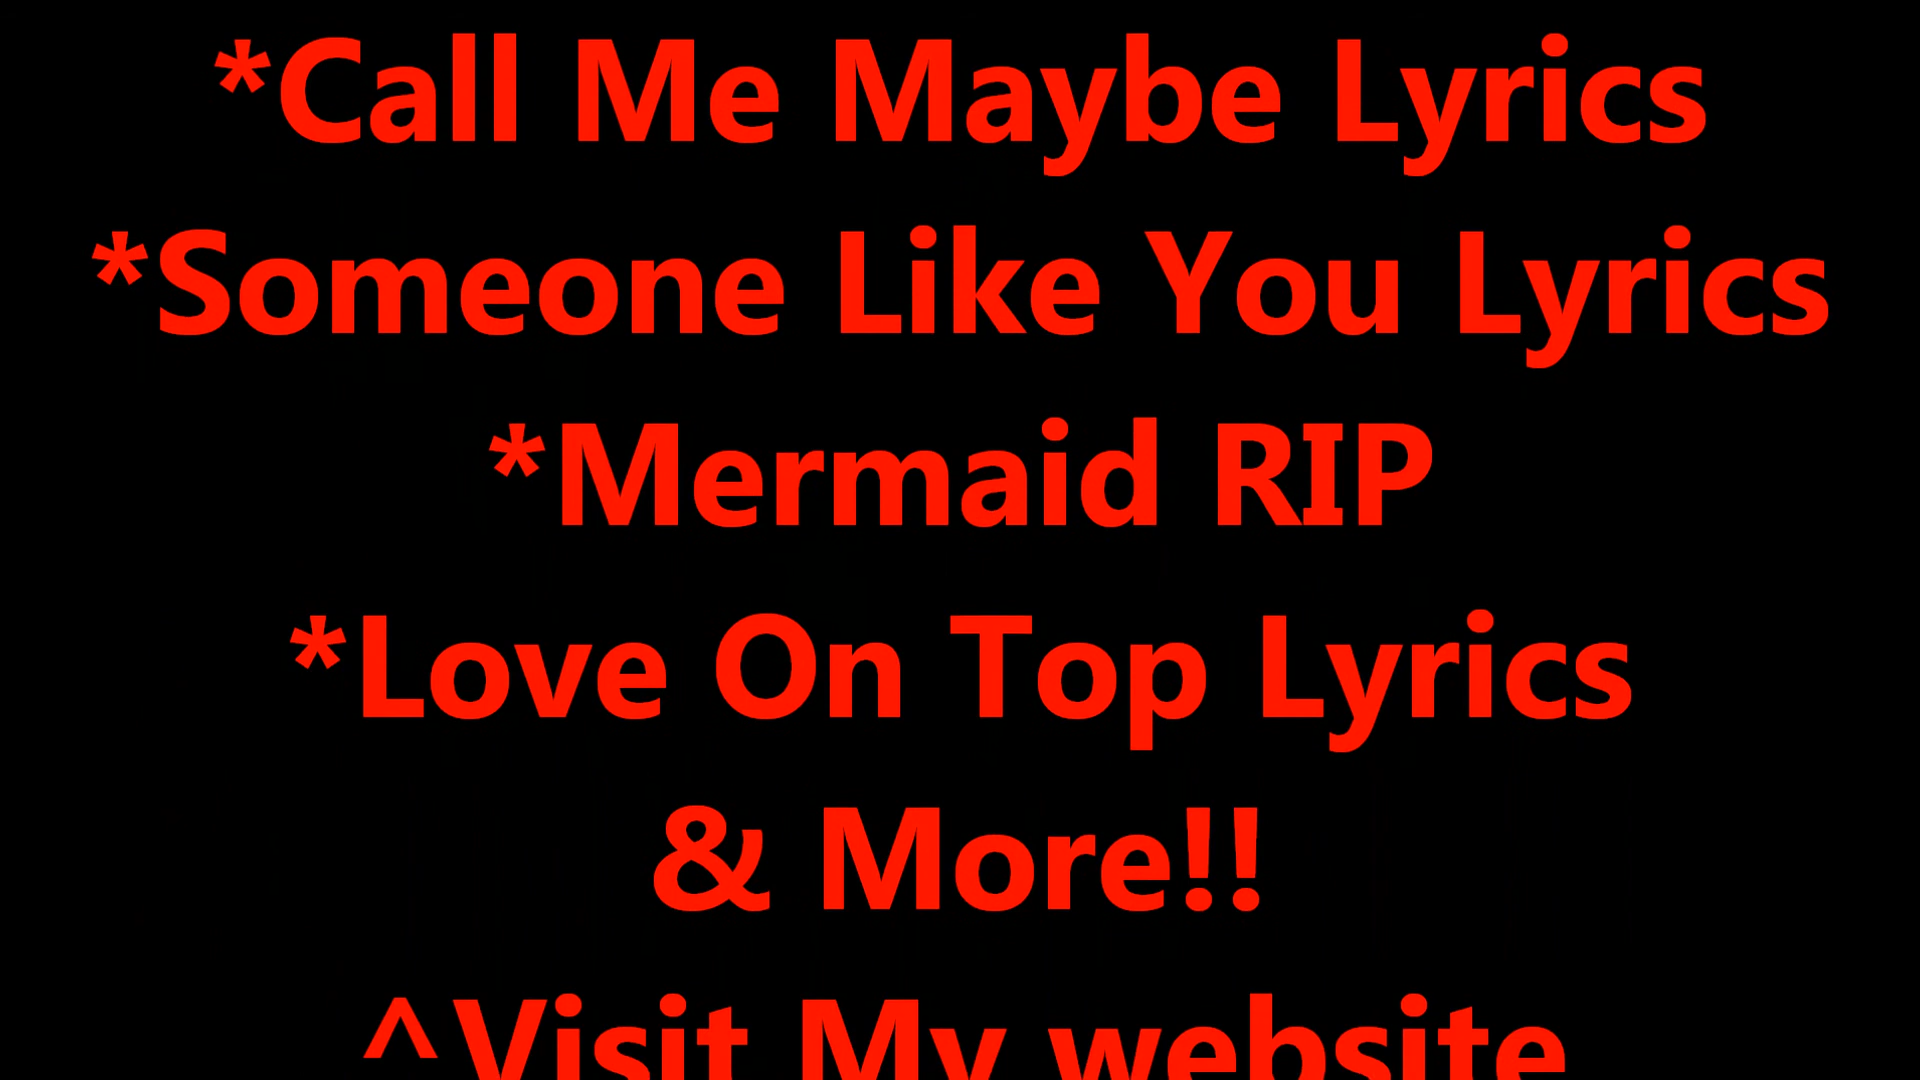 *Call Me Maybe Lyrics
*Someone Like You Lyrics
*Mermaid RIP
*Love On Top Lyrics
& More!!
^Visit My website